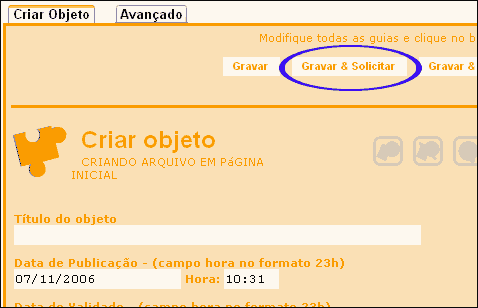 Criar Objeto
Avançado
Modifique todas as guias e clique no b
Gravar
Gravar & Solicitar
Gravar &
Criar objeto
CRIANDO ARQUIVO EM PáGINA
INICIAL
Título do objeto
Data de Publicação - (campo hora no formato 23h)
07/11/2006 Hora: 10:31
Data de Validade - (campo hora no formato 23h)